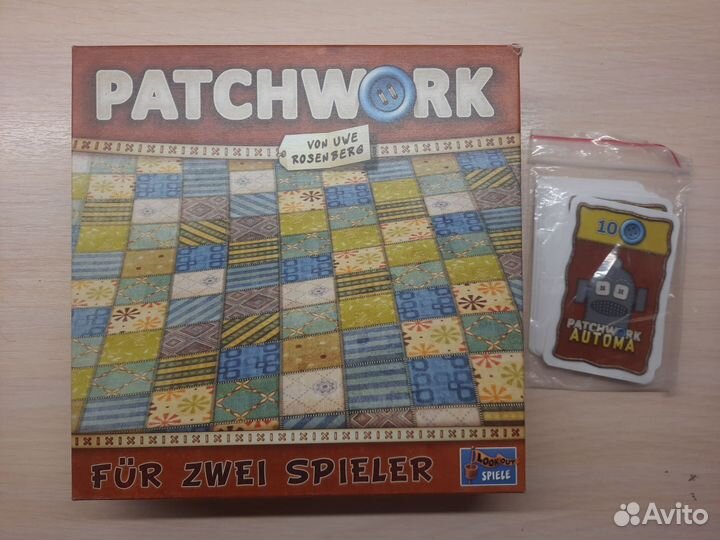 PATCHWORK
VON UWE
ROSENBERG
FÜR ZWEI SPIELER
LOOKOUT
SPIELE
10
PATCHWORK
AUTOMA
Avito